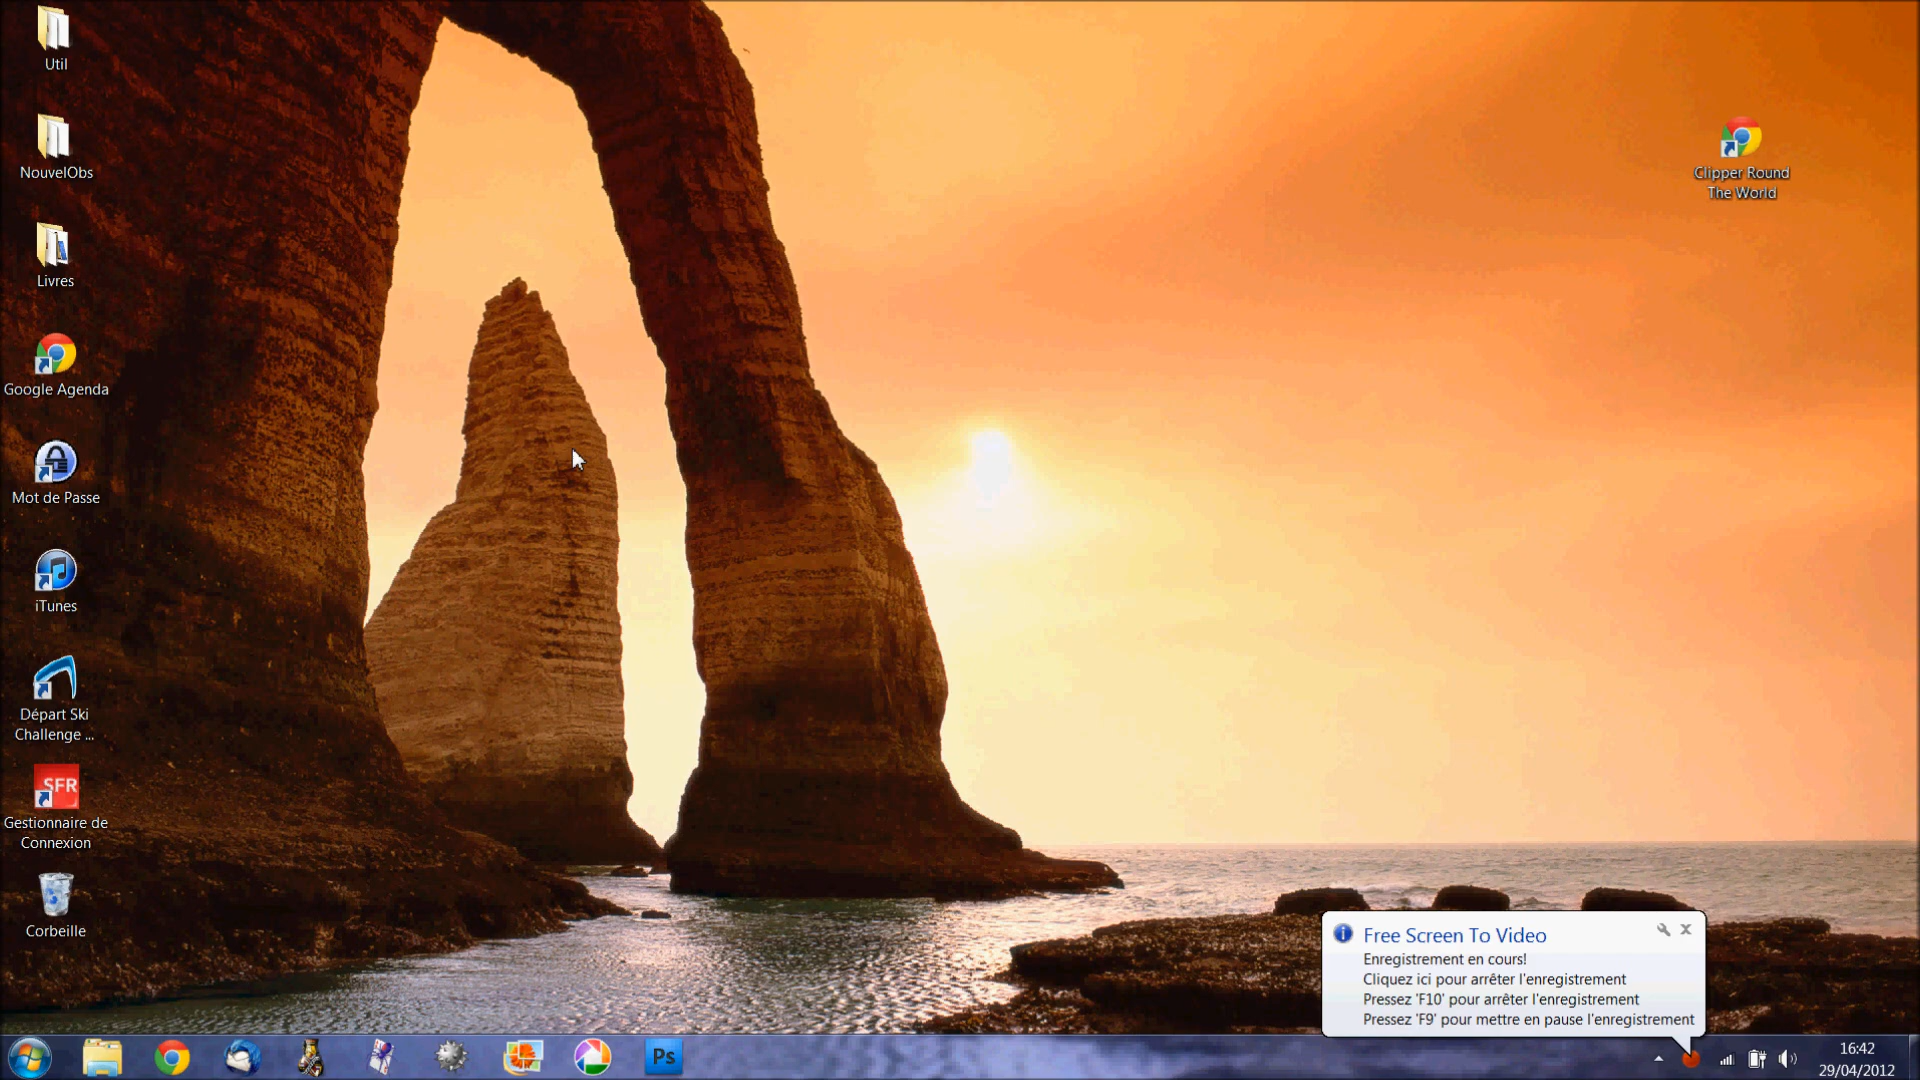 Util
NouvelObs
Livres
Google Agenda
Mot de Passe
iTunes
Départ Ski
Challenge ...
SFR
Gestionnaire de
Connexion
Corbeille
Clipper Round
The World
Free Screen To Video
Enregistrement en cours!
Cliquez ici pour arrêter l'enregistrement
Pressez 'F10' pour arrêter l'enregistrement
Pressez 'F9' pour mettre en pause l'enregistrement
Ps
16:42
29/04/2012